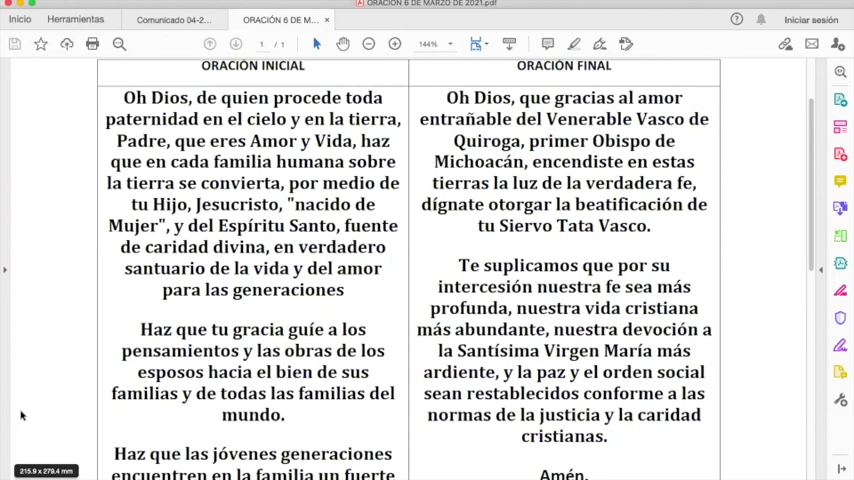 ORACIÓN 6 DE MARZO DE 2021.pdf
Inicio
Herramientas
Comunicado 04-2...
ORACIÓN 6 DE M...
×
Iniciar sesión
1 / 1
144%
ORACIÓN INICIAL
Oh Dios, de quien procede toda
paternidad en el cielo y en la tierra,
Padre, que eres Amor y Vida, haz
que en cada familia humana sobre
la tierra se convierta, por medio de
tu Hijo, Jesucristo, "nacido de
Mujer", y del Espíritu Santo, fuente
de caridad divina, en verdadero
santuario de la vida y del amor
para las generaciones
Haz que tu gracia guíe a los
pensamientos y las obras de los
esposos hacia el bien de sus
familias y de todas las familias del
mundo.
Haz que las jóvenes generaciones
encuentren en la familia un fuerte
ORACIÓN FINAL
Oh Dios, que gracias al amor
entrañable del Venerable Vasco de
Quiroga, primer Obispo de
Michoacán, encendiste en estas
tierras la luz de la verdadera fe,
dígnate otorgar la beatificación de
tu Siervo Tata Vasco.
Te suplicamos que por su
intercesión nuestra fe sea más
profunda, nuestra vida cristiana
más abundante, nuestra devoción a
la Santísima Virgen María más
ardiente, y la paz y el orden social
sean restablecidos conforme a las
normas de la justicia y la caridad
cristianas.
Amén.
215.9 x 279.4 mm